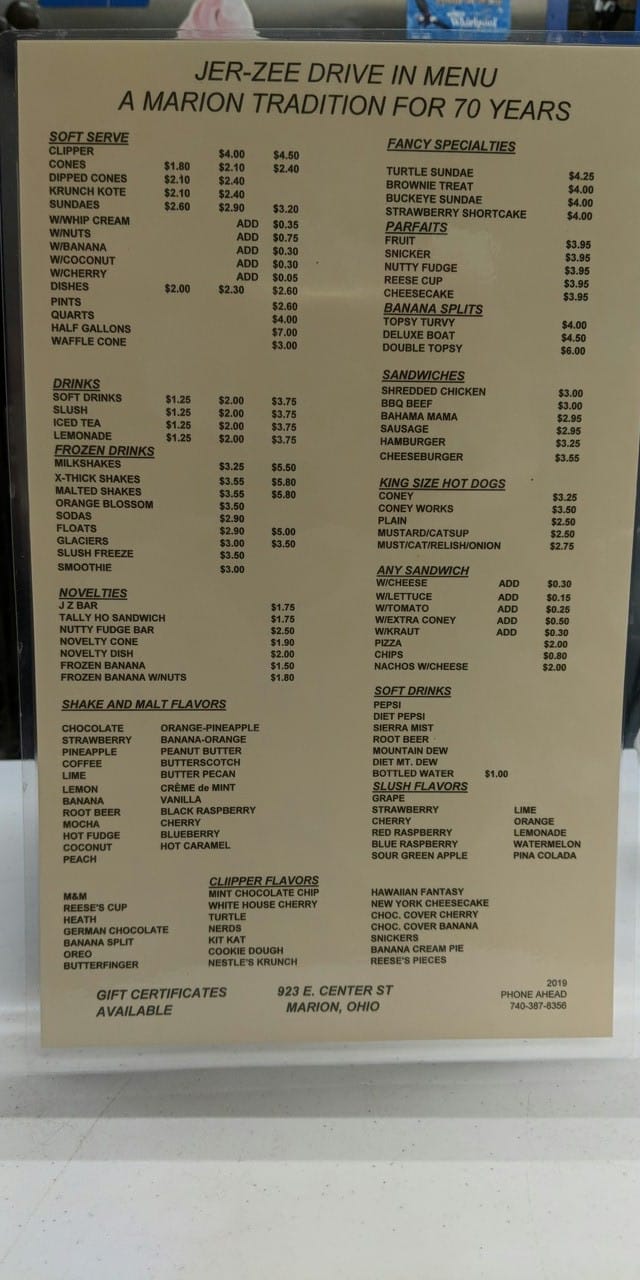 Whirlpool
JER-ZEE DRIVE IN MENU
A MARION TRADITION FOR 70 YEARS
SOFT SERVE
CLIPPER $4.00 $4.50
CONES $1.80 $2.10 $2.40
DIPPED CONES $2.10 $2.40
KRUNCH KOTE $2.10 $2.40
SUNDAES $2.60 $2.90 $3.20
W/WHIP CREAM ADD $0.35
W/NUTS ADD $0.75
W/BANANA ADD $0.30
W/COCONUT ADD $0.30
W/CHERRY ADD $0.05
DISHES $2.00 $2.30 $2.60
PINTS $2.60
QUARTS $4.00
HALF GALLONS $7.00
WAFFLE CONE $3.00
DRINKS
SOFT DRINKS $1.25 $2.00 $3.75
SLUSH $1.25 $2.00 $3.75
ICED TEA $1.25 $2.00 $3.75
LEMONADE $1.25 $2.00 $3.75
FROZEN DRINKS
MILKSHAKES $3.25 $5.50
X-THICK SHAKES $3.55 $5.80
MALTED SHAKES $3.55 $5.80
ORANGE BLOSSOM $3.50
SODAS $2.90
FLOATS $2.90 $5.00
GLACIERS $3.00 $3.50
SLUSH FREEZE $3.50
SMOOTHIE $3.00
NOVELTIES
J Z BAR $1.75
TALLY HO SANDWICH $1.75
NUTTY FUDGE BAR $2.50
NOVELTY CONE $1.90
NOVELTY DISH $2.00
FROZEN BANANA $1.50
FROZEN BANANA W/NUTS $1.80
FANCY SPECIALTIES
TURTLE SUNDAE $4.25
BROWNIE TREAT $4.00
BUCKEYE SUNDAE $4.00
STRAWBERRY SHORTCAKE $4.00
PARFAITS
FRUIT $3.95
SNICKER $3.95
NUTTY FUDGE $3.95
REESE CUP $3.95
CHEESECAKE $3.95
BANANA SPLITS
TOPSY TURVY $4.00
DELUXE BOAT $4.50
DOUBLE TOPSY $6.00
SANDWICHES
SHREDDED CHICKEN $3.00
BBQ BEEF $3.00
BAHAMA MAMA $2.95
SAUSAGE $2.95
HAMBURGER $3.25
CHEESEBURGER $3.55
KING SIZE HOT DOGS
CONEY $3.25
CONEY WORKS $3.50
PLAIN $2.50
MUSTARD/CATSUP $2.50
MUST/CAT/RELISH/ONION $2.75
ANY SANDWICH
W/CHEESE ADD $0.30
W/LETTUCE ADD $0.15
W/TOMATO ADD $0.25
W/EXTRA CONEY ADD $0.50
W/KRAUT ADD $0.30
PIZZA $2.00
CHIPS $0.80
NACHOS W/CHEESE $2.00
SHAKE AND MALT FLAVORS
CHOCOLATE ORANGE-PINEAPPLE
STRAWBERRY BANANA-ORANGE
PINEAPPLE PEANUT BUTTER
COFFEE BUTTERSCOTCH
LIME BUTTER PECAN
LEMON CRÈME de MINT
BANANA VANILLA
ROOT BEER BLACK RASPBERRY
MOCHA CHERRY
HOT FUDGE BLUEBERRY
COCONUT HOT CARAMEL
PEACH
SOFT DRINKS
PEPSI
DIET PEPSI
SIERRA MIST
ROOT BEER
MOUNTAIN DEW
DIET MT. DEW
BOTTLED WATER $1.00
SLUSH FLAVORS
GRAPE
STRAWBERRY LIME
CHERRY ORANGE
RED RASPBERRY LEMONADE
BLUE RASPBERRY WATERMELON
SOUR GREEN APPLE PINA COLADA
CLIIPPER FLAVORS
M&M MINT CHOCOLATE CHIP HAWAIIAN FANTASY
REESE'S CUP WHITE HOUSE CHERRY NEW YORK CHEESECAKE
HEATH TURTLE CHOC. COVER CHERRY
GERMAN CHOCOLATE NERDS CHOC. COVER BANANA
BANANA SPLIT KIT KAT SNICKERS
OREO COOKIE DOUGH BANANA CREAM PIE
BUTTERFINGER NESTLE'S KRUNCH REESE'S PIECES
GIFT CERTIFICATES
AVAILABLE
923 E. CENTER ST
MARION, OHIO
2019
PHONE AHEAD
740-387-8356